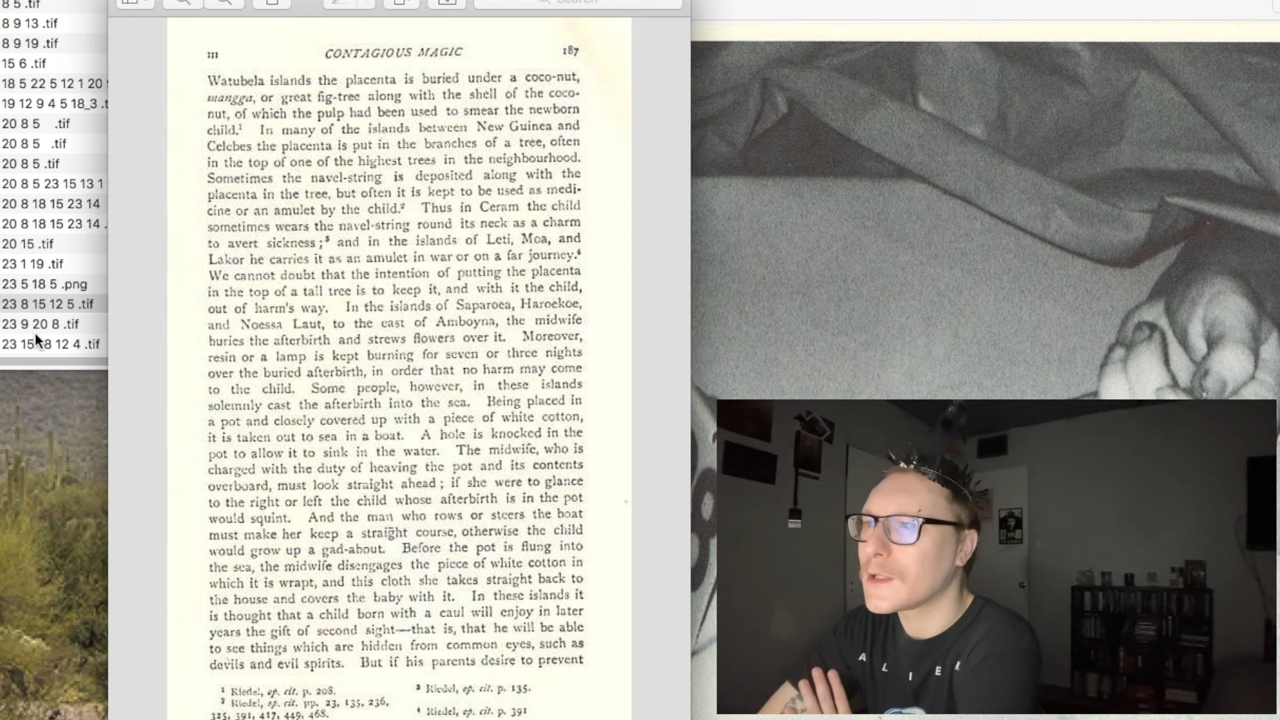 8 5 .tif
8 9 13 .tif
8 9 19 .tif
15 6 .tif
18 5 22 5 12 1 20
19 12 9 4 5 18_3 .t
20 8 5 .tif
20 8 5 .tif
20 8 5 .tif
20 8 5 23 15 13 1
20 8 18 15 23 14
20 8 18 15 23 14 .
20 15 .tif
23 1 19 .tif
23 5 18 5 .png
23 8 15 12 5 .tif
23 9 20 8 .tif
23 15 8 12 4 .tif
Search
III CONTAGIOUS MAGIC 187
Watubela islands the placenta is buried under a coco-nut,
mangga, or great fig-tree along with the shell of the coco-
nut, of which the pulp had been used to smear the newborn
child.¹ In many of the islands between New Guinea and
Celebes the placenta is put in the branches of a tree, often
in the top of one of the highest trees in the neighbourhood.
Sometimes the navel-string is deposited along with the
placenta in the tree, but often it is kept to be used as medi-
cine or an amulet by the child.² Thus in Ceram the child
sometimes wears the navel-string round its neck as a charm
to avert sickness;³ and in the islands of Leti, Moa, and
Lakor he carries it as an amulet in war or on a far journey.⁴
We cannot doubt that the intention of putting the placenta
in the top of a tall tree is to keep it, and with it the child,
out of harm's way. In the islands of Saparoea, Haroekoe,
and Noessa Laut, to the east of Amboyna, the midwife
buries the afterbirth and strews flowers over it. Moreover,
resin or a lamp is kept burning for seven or three nights
over the buried afterbirth, in order that no harm may come
to the child. Some people, however, in these islands
solemnly cast the afterbirth into the sea. Being placed in
a pot and closely covered up with a piece of white cotton,
it is taken out to sea in a boat. A hole is knocked in the
pot to allow it to sink in the water. The midwife, who is
charged with the duty of heaving the pot and its contents
overboard, must look straight ahead; if she were to glance
to the right or left the child whose afterbirth is in the pot
would squint. And the man who rows or steers the boat
must make her keep a straight course, otherwise the child
would grow up a gad-about. Before the pot is flung into
the sea, the midwife disengages the piece of white cotton in
which it is wrapt, and this cloth she takes straight back to
the house and covers the baby with it. In these islands it
is thought that a child born with a caul will enjoy in later
years the gift of second sight—that is, that he will be able
to see things which are hidden from common eyes, such as
devils and evil spirits. But if his parents desire to prevent
¹ Riedel, op. cit. p. 208.
² Riedel, op. cit. pp. 23, 135, 236,
325, 391, 417, 449, 468.
³ Riedel, op. cit. p. 135.
⁴ Riedel, op. cit. p. 391
A L I E N